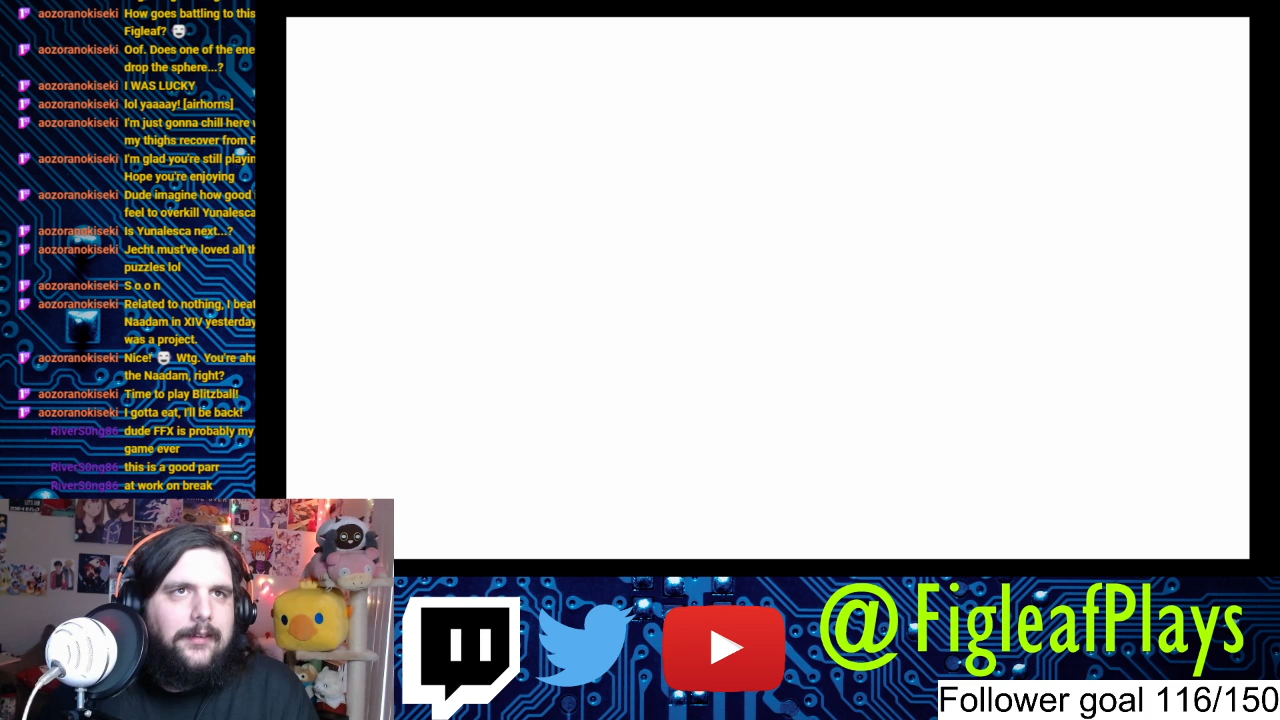 aozoranokiseki How goes battling to this
Figleaf?
aozoranokiseki Oof. Does one of the ene
drop the sphere...?
aozoranokiseki I WAS LUCKY
aozoranokiseki lol yaaaay! [airhorns]
aozoranokiseki I'm just gonna chill here
my thighs recover from
aozoranokiseki I'm glad you're still playin
Hope you're enjoying
aozoranokiseki Dude imagine how good
feel to overkill Yunalesca
aozoranokiseki Is Yunalesca next...?
aozoranokiseki Jecht must've loved all th
puzzles lol
aozoranokiseki S o o n
aozoranokiseki Related to nothing, I beat
Naadam in XIV yesterday
was a project.
aozoranokiseki Nice! Wtg. You're ahe
the Naadam, right?
aozoranokiseki Time to play Blitzball!
aozoranokiseki I gotta eat, I'll be back!
RiverS0ng86 dude FFX is probably my
game ever
RiverS0ng86 this is a good parr
RiverS0ng86 at work on break
@FigleafPlays
Follower goal 116/150